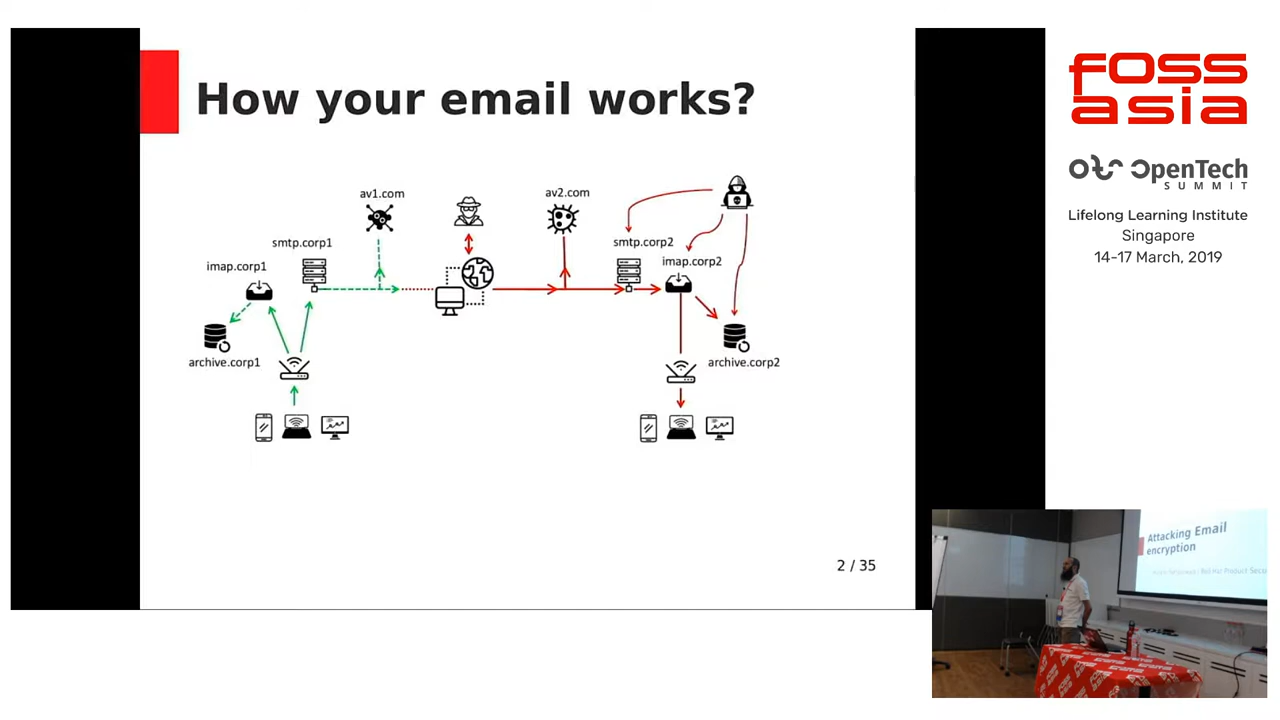 How your email works?
av1.com
av2.com
smtp.corp1
smtp.corp2
imap.corp1
imap.corp2
archive.corp1
archive.corp2
2 / 35
FOSS
asia
OpenTech
SUMMIT
Lifelong Learning Institute
Singapore
14-17 March, 2019
Attacking Email
encryption